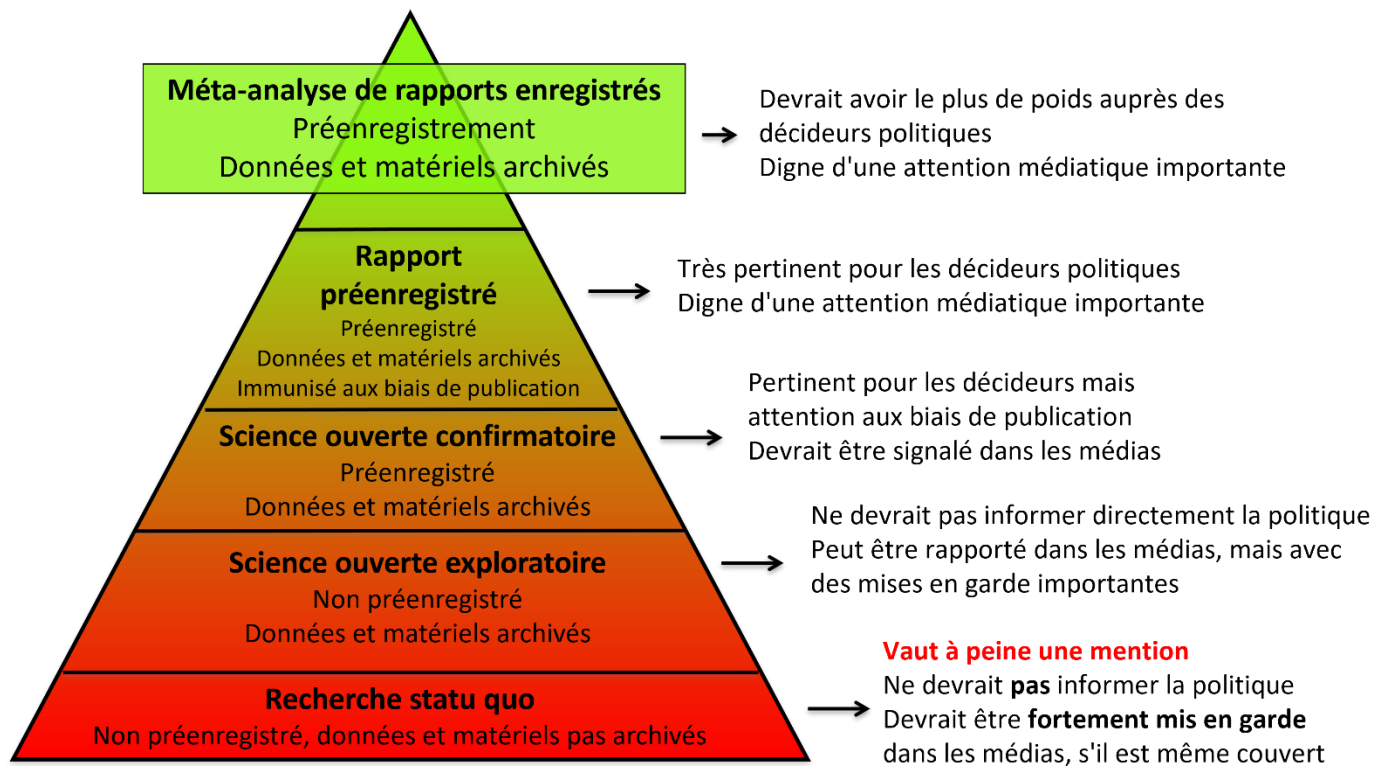 Méta-analyse de rapports enregistrés
Préenregistrement
Données et matériels archivés
Devrait avoir le plus de poids auprès des
décideurs politiques
Digne d'une attention médiatique importante
Rapport
préenregistré
Préenregistré
Données et matériels archivés
Immunisé aux biais de publication
Très pertinent pour les décideurs politiques
Digne d'une attention médiatique importante
Science ouverte confirmatoire
Préenregistré
Données et matériels archivés
Pertinent pour les décideurs mais
attention aux biais de publication
Devrait être signalé dans les médias
Science ouverte exploratoire
Non préenregistré
Données et matériels archivés
Ne devrait pas informer directement la politique
Peut être rapporté dans les médias, mais avec
des mises en garde importantes
Recherche statu quo
Non préenregistré, données et matériels pas archivés
Vaut à peine une mention
Ne devrait pas informer la politique
Devrait être fortement mis en garde
dans les médias, s'il est même couvert